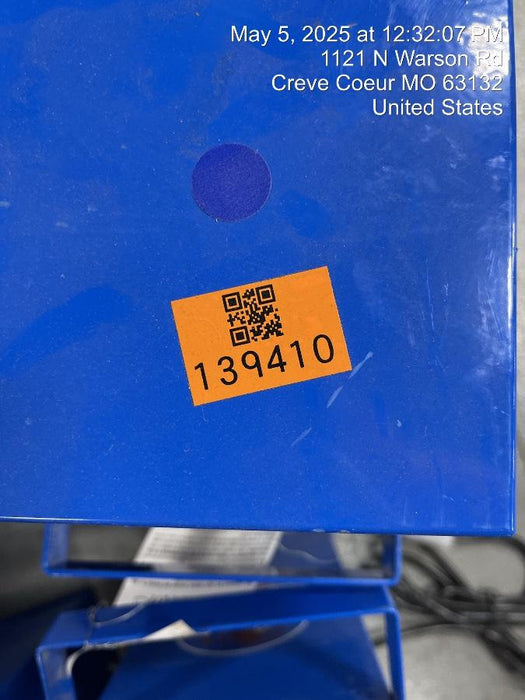 May 5, 2025 at 12:32:07 PM
1121 N Warson Rd
Creve Coeur MO 63132
United States
139410